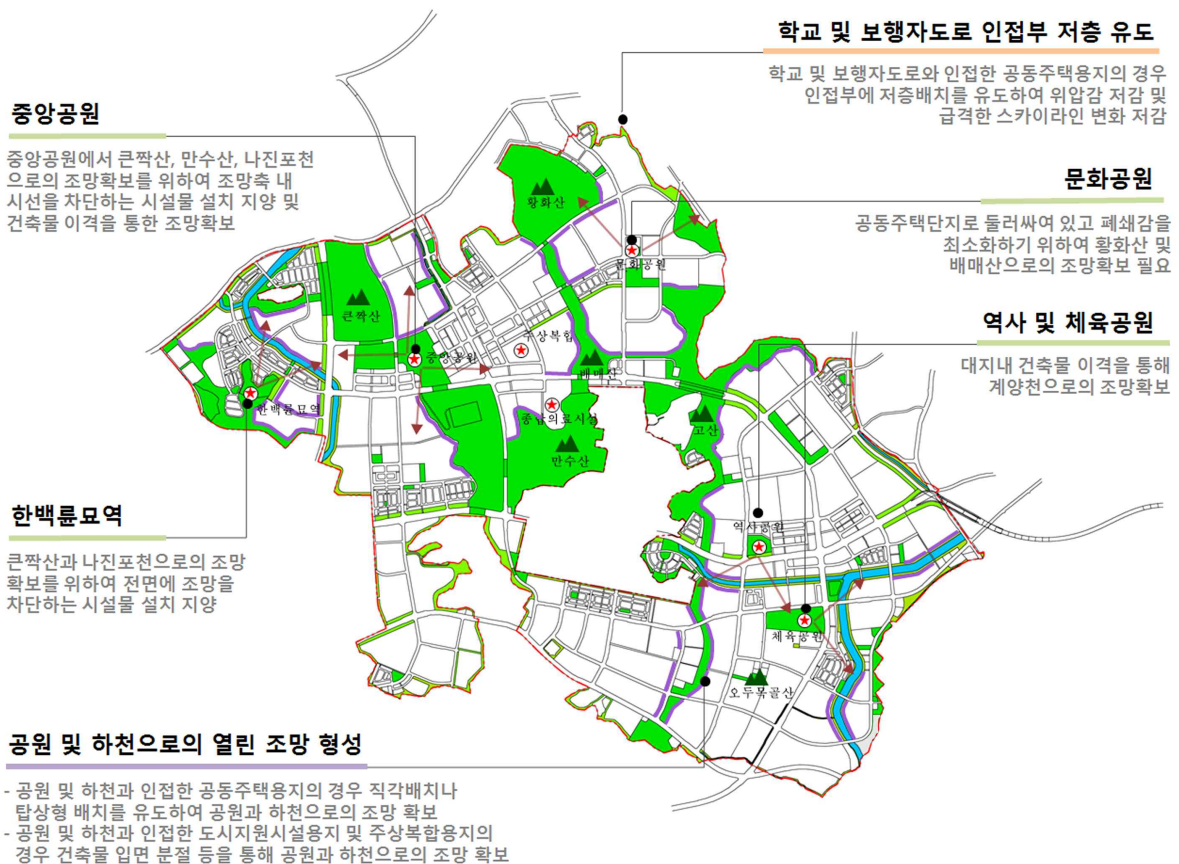 학교 및 보행자도로 인접부 저층 유도
학교 및 보행자도로와 인접한 공동주택용지의 경우
인접부에 저층배치를 유도하여 위압감 저감 및
급격한 스카이라인 변화 저감
중앙공원
중앙공원에서 큰짝산, 만수산, 나진포천
으로의 조망확보를 위하여 조망축 내
시선을 차단하는 시설물 설치 지양 및
건축물 이격을 통한 조망확보
문화공원
공동주택단지로 둘러싸여 있고 폐쇄감을
최소화하기 위하여 황화산 및
배매산으로의 조망확보 필요
역사 및 체육공원
대지내 건축물 이격을 통해
계양천으로의 조망확보
황화산
문화공원
큰짝산
주상복합
중앙공원
배매산
한백륜묘역
종합의료시설
고산
만수산
역사공원
체육공원
오두목골산
한백륜묘역
큰짝산과 나진포천으로의 조망
확보를 위하여 전면에 조망을
차단하는 시설물 설치 지양
공원 및 하천으로의 열린 조망 형성
- 공원 및 하천과 인접한 공동주택용지의 경우 직각배치나
탑상형 배치를 유도하여 공원과 하천으로의 조망 확보
- 공원 및 하천과 인접한 도시지원시설용지 및 주상복합용지의
경우 건축물 입면 분절 등을 통해 공원과 하천으로의 조망 확보